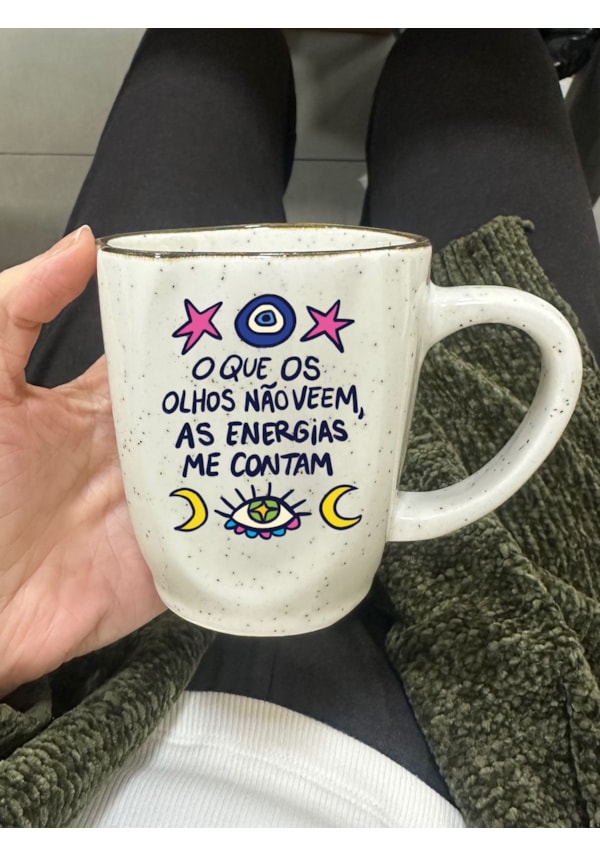 O QUE OS
OLHOS NÃO VEEM,
AS ENERGIAS
ME CONTAM